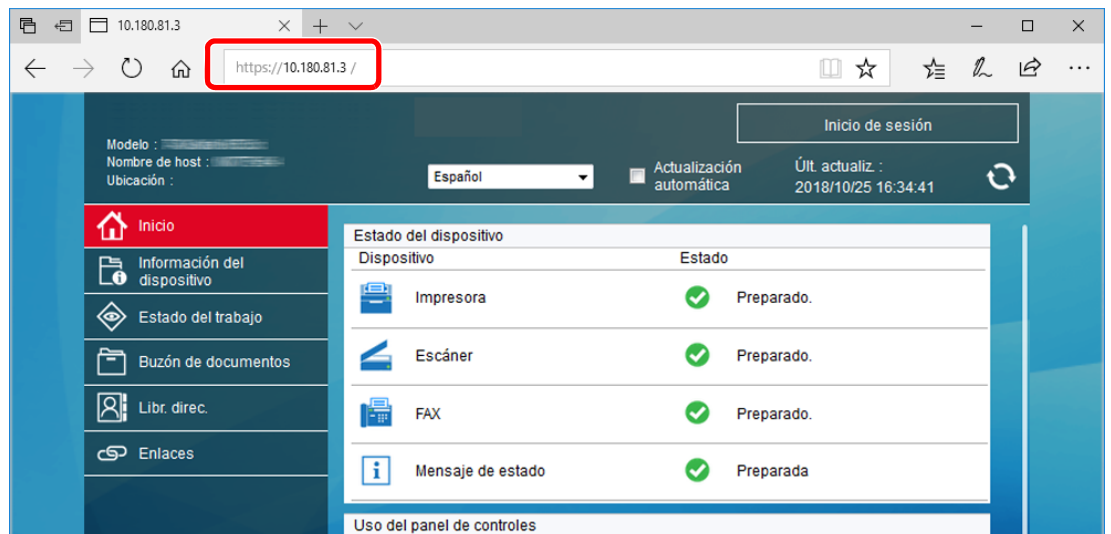 10.180.81.3
https://10.180.81.3 /
Inicio de sesión
Modelo :
Nombre de host :
Ubicación :
Español
Actualización
automática
Últ. actualiz. :
2018/10/25 16:34:41
Inicio
Información del
dispositivo
Estado del trabajo
Buzón de documentos
Libr. direc.
Enlaces
Estado del dispositivo
Dispositivo Estado
Impresora Preparado.
Escáner Preparado.
FAX Preparado.
Mensaje de estado Preparada
Uso del panel de controles